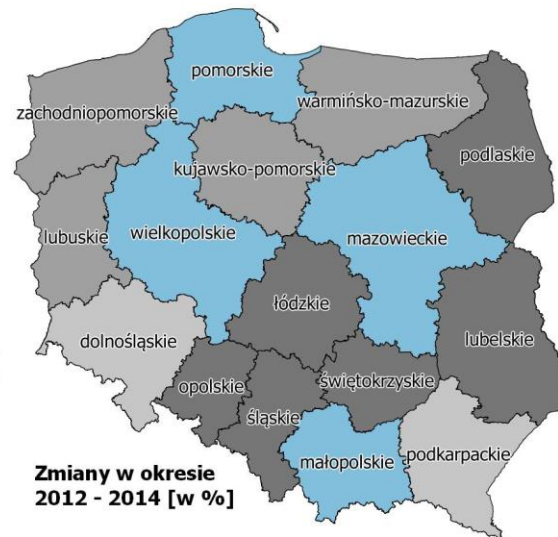 pomorskie
zachodniopomorskie
warmińsko-mazurskie
podlaskie
kujawsko-pomorskie
lubuskie
wielkopolskie
mazowieckie
łódzkie
dolnośląskie
lubelskie
opolskie
świętokrzyskie
śląskie
małopolskie
podkarpackie
Zmiany w okresie
2012 - 2014 [w %]